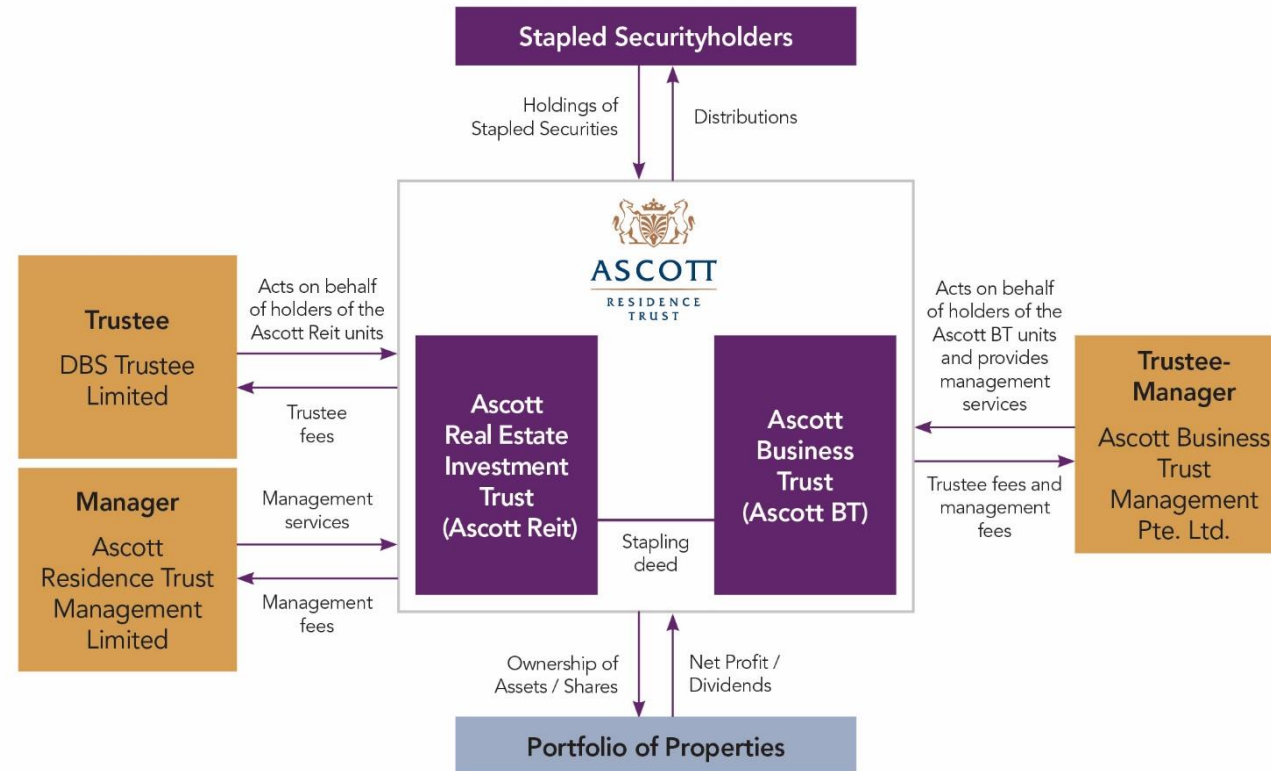 Stapled Securityholders
Holdings of
Stapled Securities
Distributions
ASCOTT
RESIDENCE
TRUST
Trustee
DBS Trustee
Limited
Acts on behalf
of holders of the
Ascott Reit units
Trustee
fees
Manager
Ascott
Residence Trust
Management
Limited
Management
services
Management
fees
Ascott
Real Estate
Investment
Trust
(Ascott Reit)
Stapling
deed
Ascott
Business
Trust
(Ascott BT)
Acts on behalf
of holders of the
Ascott BT units
and provides
management
services
Trustee fees and
management
fees
Trustee-
Manager
Ascott Business
Trust
Management
Pte. Ltd.
Ownership of
Assets / Shares
Net Profit /
Dividends
Portfolio of Properties